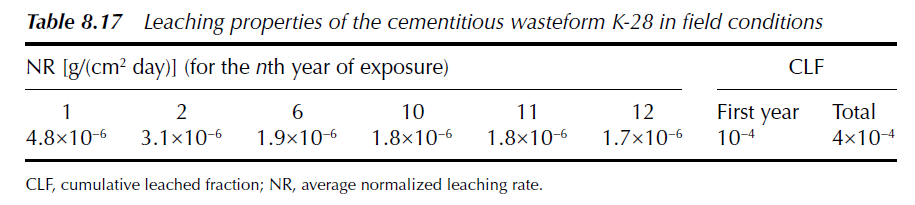 Table 8.17 Leaching properties of the cementitious wasteform K-28 in field conditions
NR [g/(cm² day)] (for the nth year of exposure) CLF
1 2 6 10 11 12 First year Total
4.8×10⁻⁶ 3.1×10⁻⁶ 1.9×10⁻⁶ 1.8×10⁻⁶ 1.8×10⁻⁶ 1.7×10⁻⁶ 10⁻⁴ 4×10⁻⁴
CLF, cumulative leached fraction; NR, average normalized leaching rate.